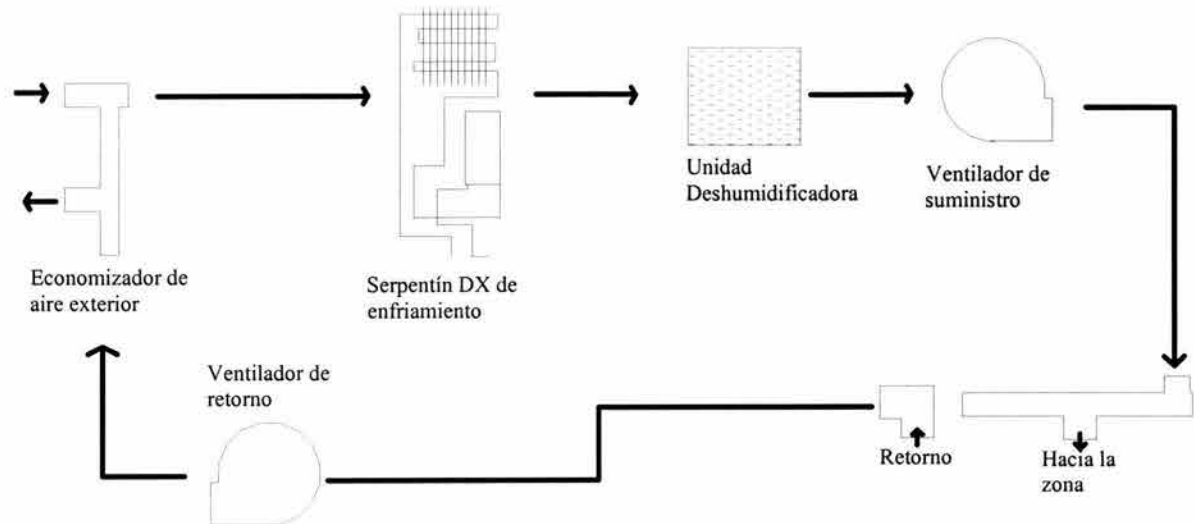 Unidad
Deshumidificadora
Ventilador de
suministro
Economizador de
aire exterior
Serpentín DX de
enfriamiento
Ventilador de
retorno
Retorno
Hacia la
zona